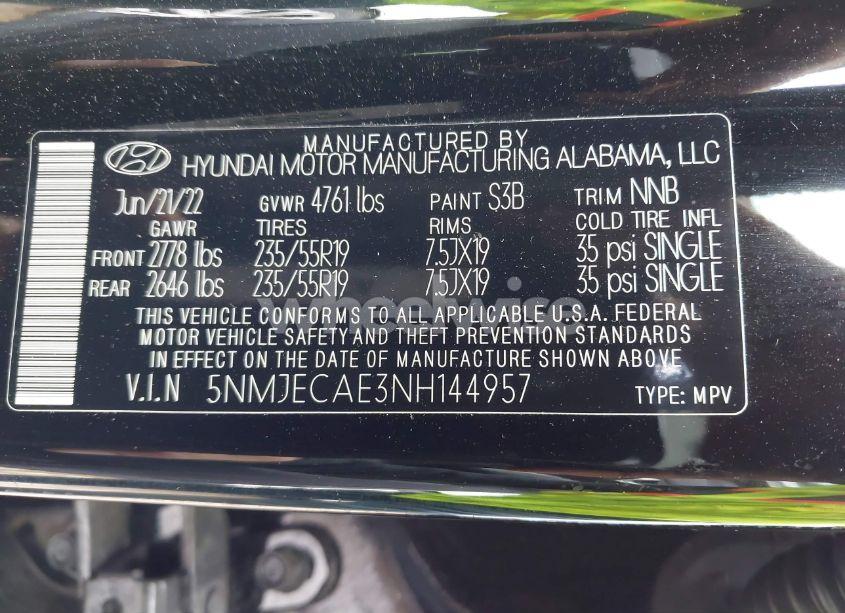 MANUFACTURED BY
HYUNDAI MOTOR MANUFACTURING ALABAMA, LLC
Jun/21/22 GVWR 4761 lbs PAINT S3B TRIM NNB
GAWR TIRES RIMS COLD TIRE INFL
FRONT 2778 lbs 235/55R19 7.5JX19 35 psi SINGLE
REAR 2646 lbs 235/55R19 7.5JX19 35 psi SINGLE
wheelwise
THIS VEHICLE CONFORMS TO ALL APPLICABLE U.S.A. FEDERAL
MOTOR VEHICLE SAFETY AND THEFT PREVENTION STANDARDS
IN EFFECT ON THE DATE OF MANUFACTURE SHOWN ABOVE.
V.I.N 5NMJECAE3NH144957 TYPE: MPV